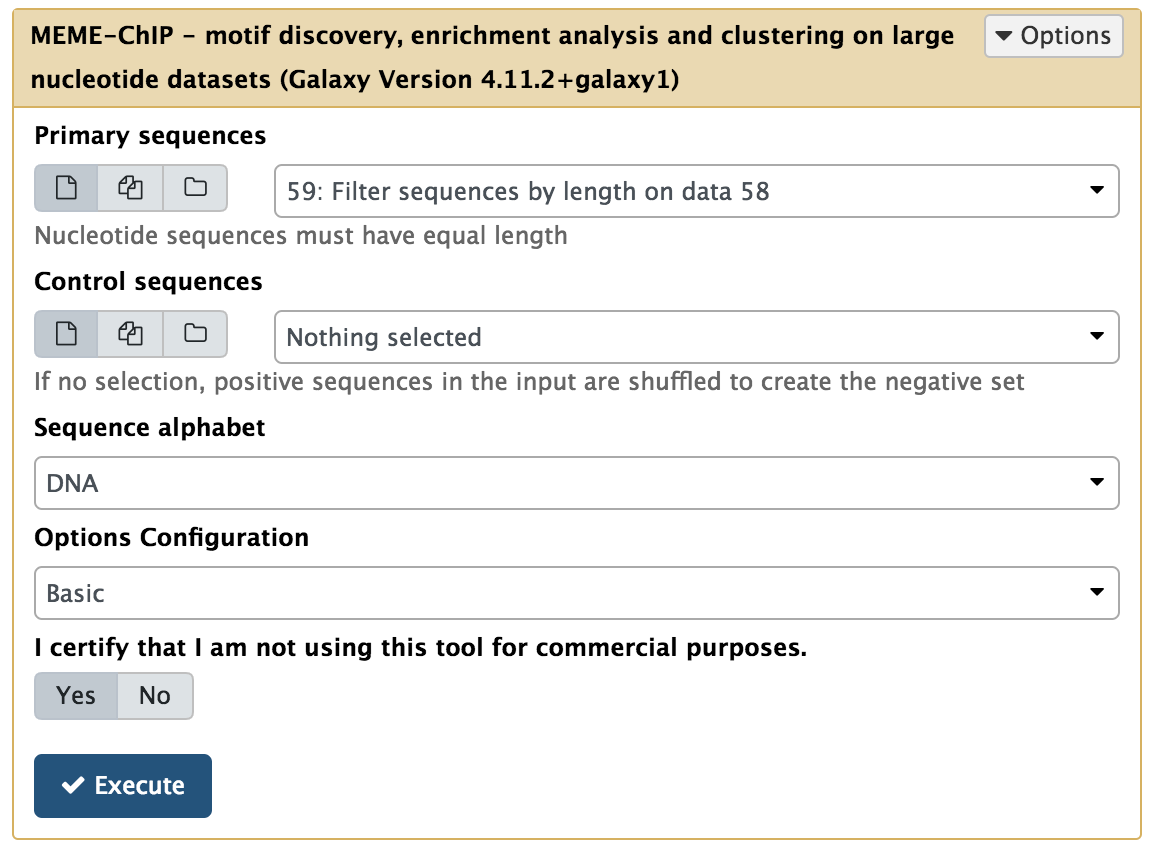 MEME-ChIP - motif discovery, enrichment analysis and clustering on large
nucleotide datasets (Galaxy Version 4.11.2+galaxy1)
Options
Primary sequences
59: Filter sequences by length on data 58
Nucleotide sequences must have equal length
Control sequences
Nothing selected
If no selection, positive sequences in the input are shuffled to create the negative set
Sequence alphabet
DNA
Options Configuration
Basic
I certify that I am not using this tool for commercial purposes.
Yes No
Execute